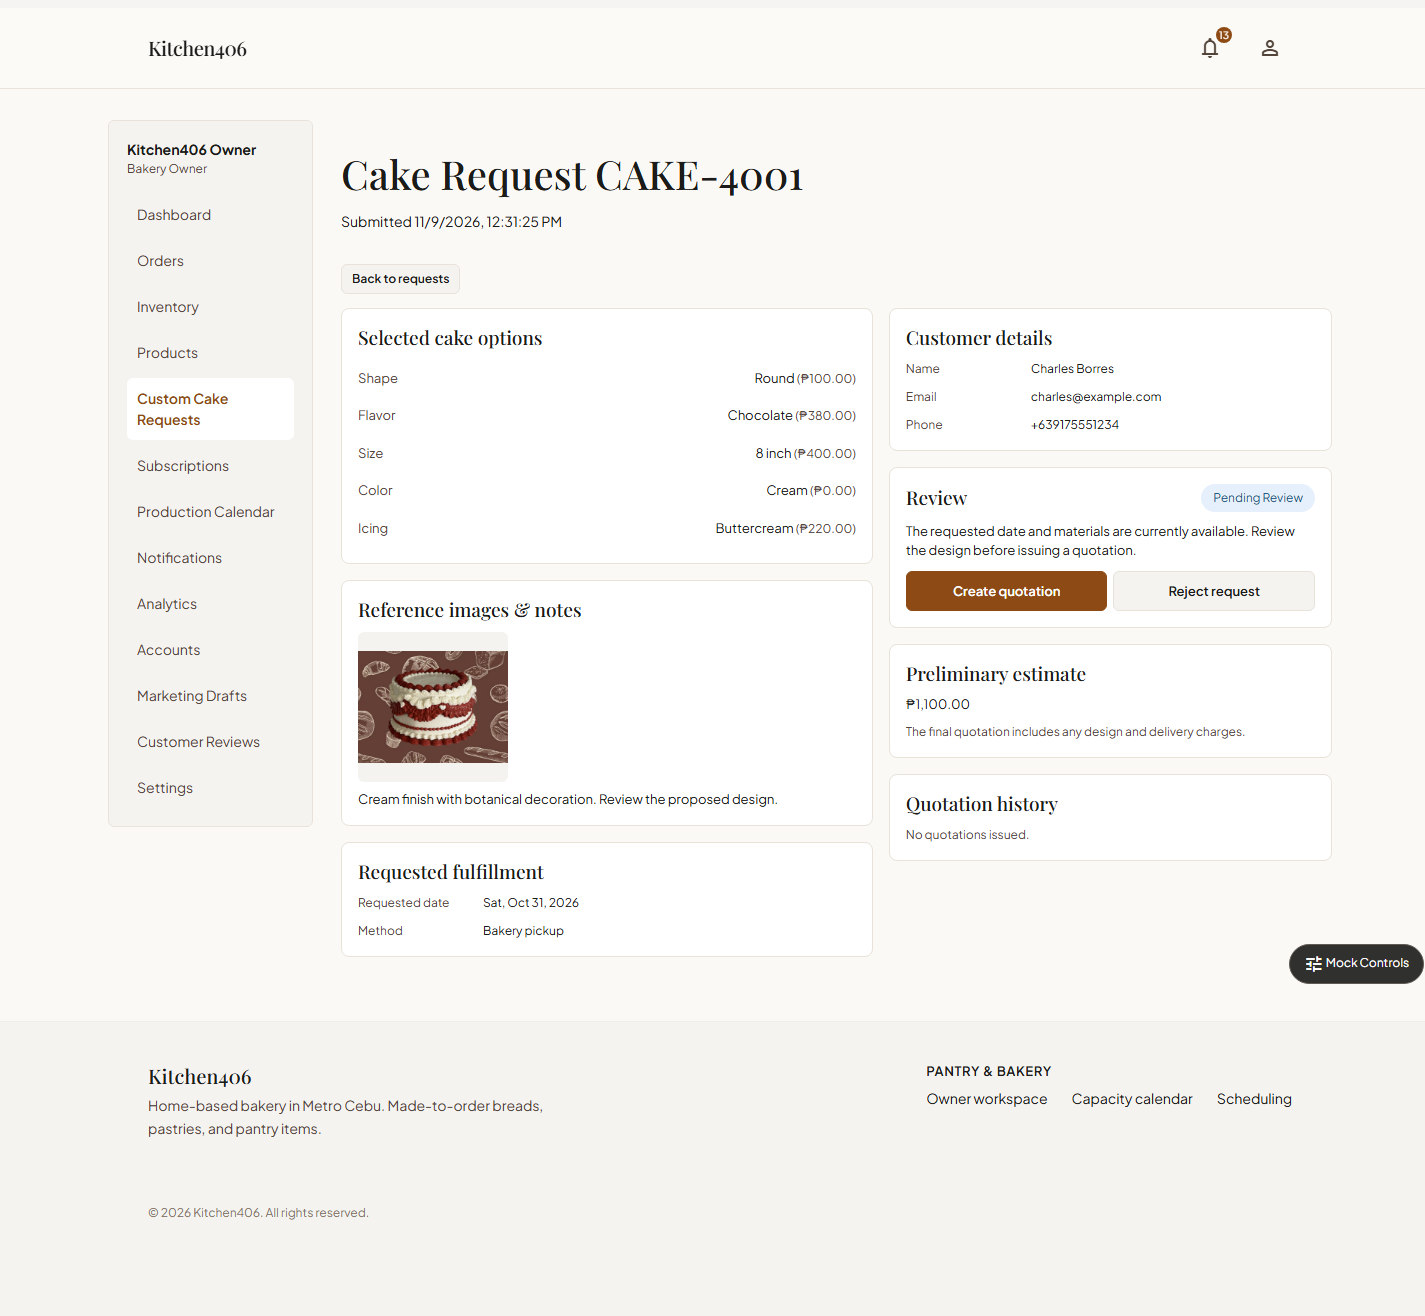 Kitchen406
13
Kitchen406 Owner
Bakery Owner
Dashboard
Orders
Inventory
Products
Custom Cake
Requests
Subscriptions
Production Calendar
Notifications
Analytics
Accounts
Marketing Drafts
Customer Reviews
Settings
Cake Request CAKE-4001
Submitted 11/9/2026, 12:31:25 PM
Back to requests
Selected cake options
Shape Round (₱100.00)
Flavor Chocolate (₱380.00)
Size 8 inch (₱400.00)
Color Cream (₱0.00)
Icing Buttercream (₱220.00)
Reference images & notes
Cream finish with botanical decoration. Review the proposed design.
Requested fulfillment
Requested date Sat, Oct 31, 2026
Method Bakery pickup
Customer details
Name Charles Borres
Email charles@example.com
Phone +639175551234
Review Pending Review
The requested date and materials are currently available. Review
the design before issuing a quotation.
Create quotation Reject request
Preliminary estimate
₱1,100.00
The final quotation includes any design and delivery charges.
Quotation history
No quotations issued.
Mock Controls
Kitchen406
Home-based bakery in Metro Cebu. Made-to-order breads,
pastries, and pantry items.
PANTRY & BAKERY
Owner workspace Capacity calendar Scheduling
© 2026 Kitchen406. All rights reserved.